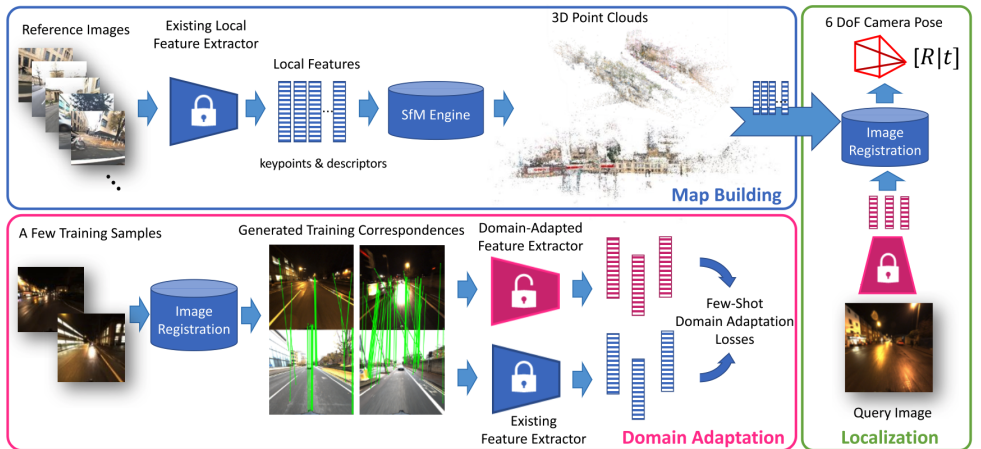 Reference Images
Existing Local
Feature Extractor
Local Features
keypoints & descriptors
SfM Engine
3D Point Clouds
Map Building
6 DoF Camera Pose
[R|t]
Image
Registration
Query Image
Localization
A Few Training Samples
Image
Registration
Generated Training Correspondences
Domain-Adapted
Feature Extractor
Existing
Feature Extractor
Few-Shot
Domain Adaptation
Losses
Domain Adaptation